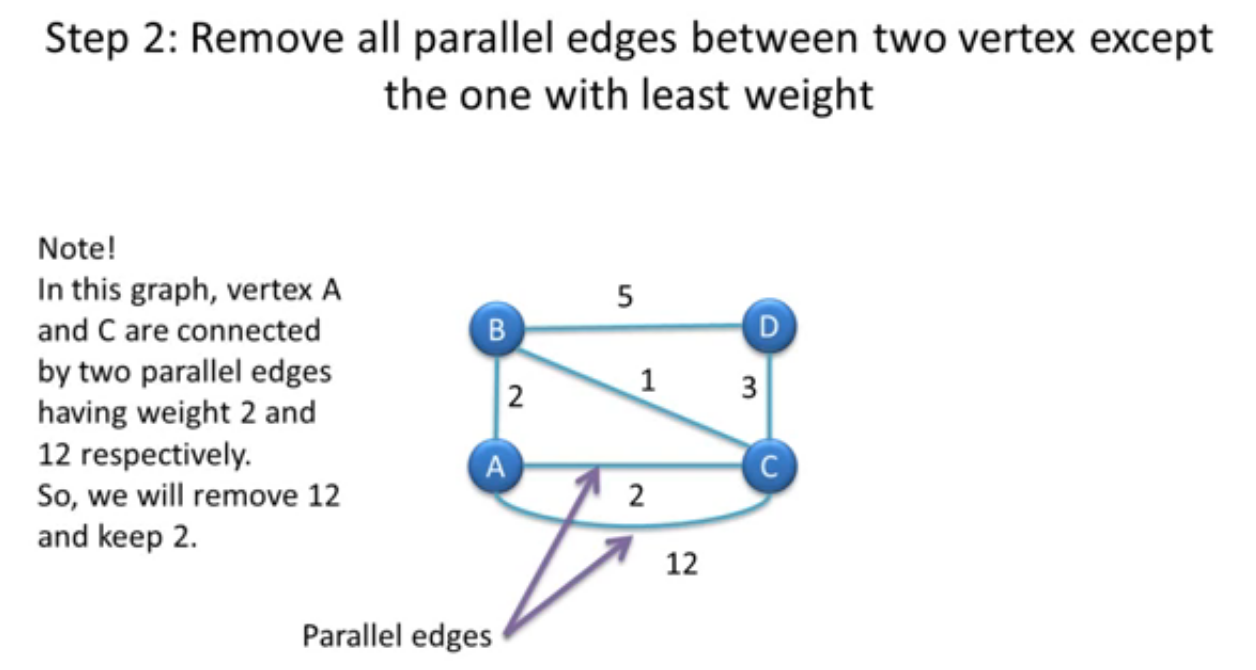 Step 2: Remove all parallel edges between two vertex except
the one with least weight
Note!
In this graph, vertex A
and C are connected
by two parallel edges
having weight 2 and
12 respectively.
So, we will remove 12
and keep 2.
5
B
D
1
2
3
A
C
2
12
Parallel edges